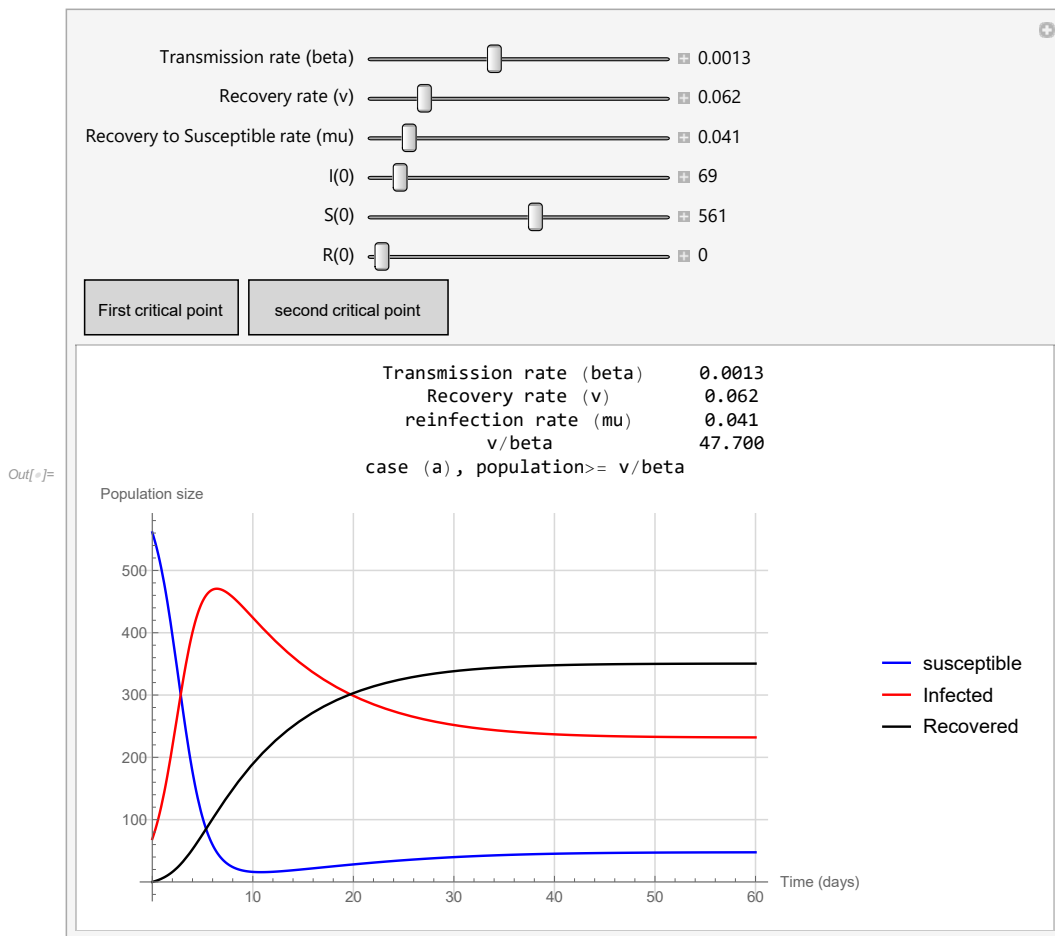 Transmission rate (beta) 0.0013
Recovery rate (v) 0.062
Recovery to Susceptible rate (mu) 0.041
I(0) 69
S(0) 561
R(0) 0
First critical point second critical point
Transmission rate (beta) 0.0013
Recovery rate (v) 0.062
reinfection rate (mu) 0.041
v/beta 47.700
case (a), population>= v/beta
Out[•]=
Population size
500
400
300
200
100
susceptible
Infected
Recovered
10 20 30 40 50 60
Time (days)